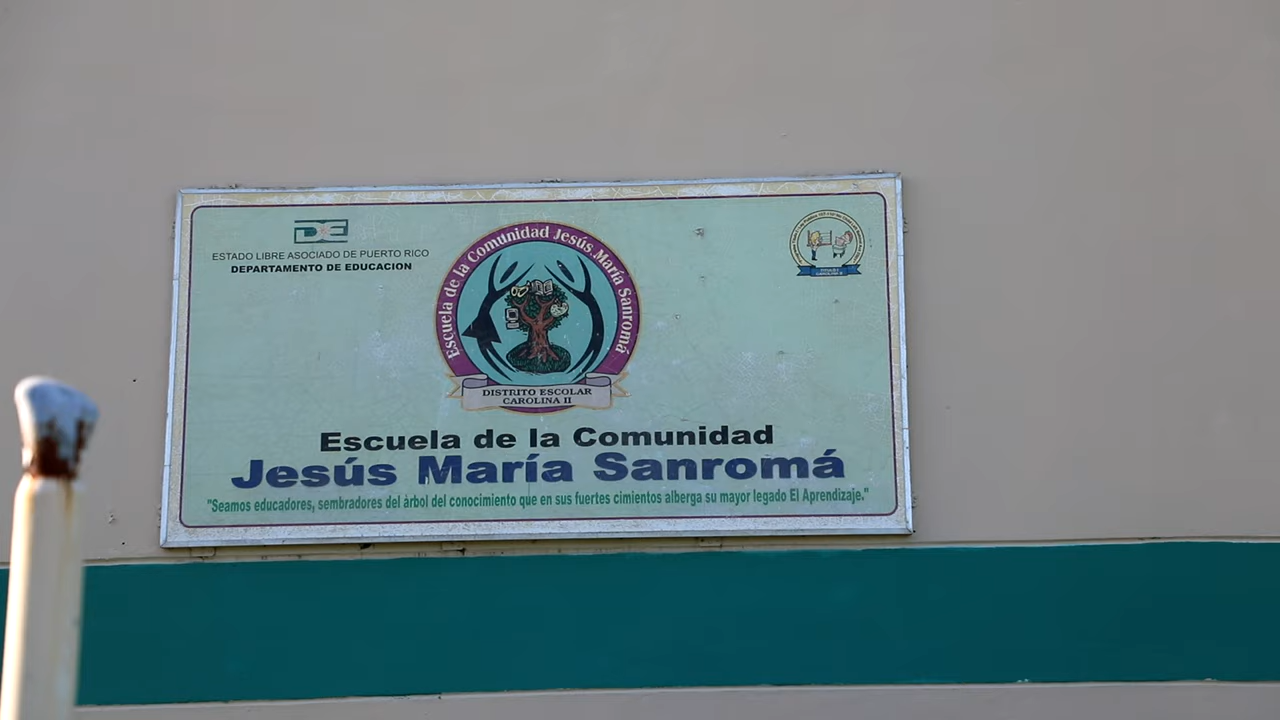 DE
ESTADO LIBRE ASOCIADO DE PUERTO RICO
DEPARTAMENTO DE EDUCACION
Escuela de la Comunidad Jesús María Sanromá
DISTRITO ESCOLAR
CAROLINA II
Escuela de la Comunidad
Jesús María Sanromá
"Seamos educadores, sembradores del àrbol del conocimiento que en sus fuertes cimientos alberga su mayor legado El Aprendizaje."